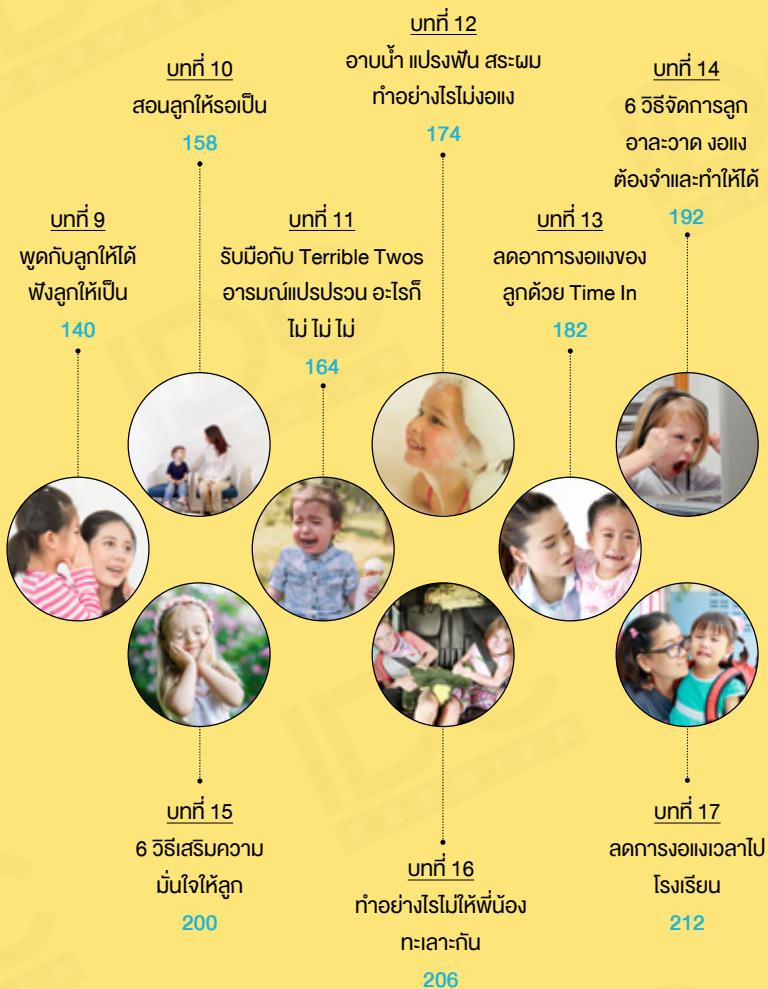 บทที่ 9
พูดกับลูกให้ได้
ฟังลูกให้เป็น
140
บทที่ 10
สอนลูกให้รอเป็น
158
บทที่ 11
รับมือกับ Terrible Twos
อารมณ์แปรปรวน อะไรก็
ไม่ ไม่ ไม่
164
บทที่ 12
อาบน้ำ แปรงฟัน สระผม
ทำอย่างไรไม่งอแง
174
บทที่ 13
ลดอาการงอแงของ
ลูกด้วย Time In
182
บทที่ 14
6 วิธีจัดการลูก
อาละวาด งอแง
ต้องจำและทำให้ได้
192
บทที่ 15
6 วิธีเสริมความ
มั่นใจให้ลูก
200
บทที่ 16
ทำอย่างไรไม่ให้พี่น้อง
ทะเลาะกัน
206
บทที่ 17
ลดการงอแงเวลาไป
โรงเรียน
212
IDC
PREMIER